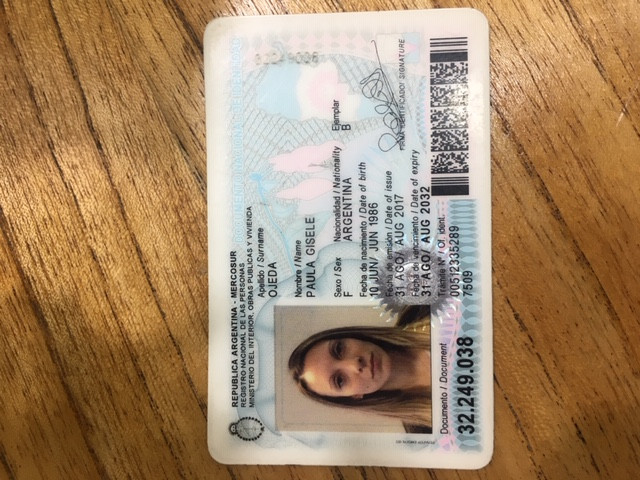 REPUBLICA ARGENTINA - MERCOSUR
REGISTRO NACIONAL DE LAS PERSONAS
MINISTERIO DEL INTERIOR, OBRAS PUBLICAS Y VIVIENDA
Apellido / Surname
OJEDA
Nombre / Name
PAULA GISELE
Sexo / Sex Nacionalidad / Nationality Ejemplar
F ARGENTINA B
Fecha de nacimiento / Date of birth
10 JUN/ JUN 1986
Fecha de emisión / Date of issue
31 AGO/ AUG 2017
Fecha de vencimiento / Date of expiry
31 AGO/ AUG 2032
FIRMA IDENTIFICADO/ SIGNATURE
Trámite N° / Of. ident.
00512335289
7509
Documento / Document
32.249.038